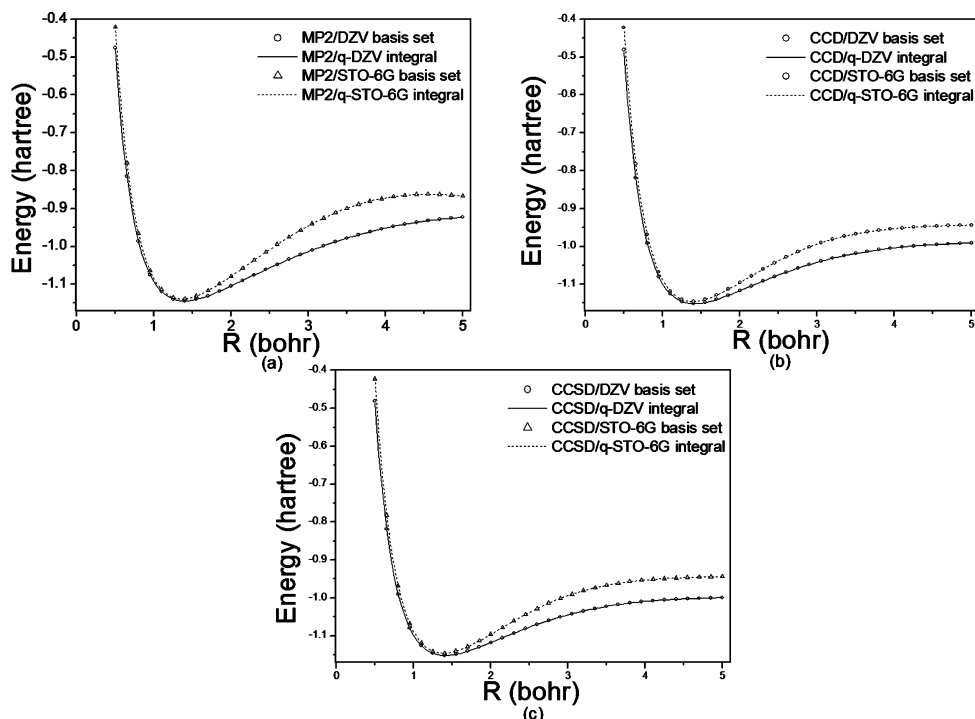 -0.4
-0.5
-0.6
-0.7
-0.8
-0.9
-1.0
-1.1
Energy (hartree)
MP2/DZV basis set
MP2/q-DZV integral
MP2/STO-6G basis set
MP2/q-STO-6G integral
0 1 2 3 4 5
R (bohr)
(a)
-0.4
-0.5
-0.6
-0.7
-0.8
-0.9
-1.0
-1.1
Energy (hartree)
CCD/DZV basis set
CCD/q-DZV integral
CCD/STO-6G basis set
CCD/q-STO-6G integral
0 1 2 3 4 5
R (bohr)
(b)
-0.4
-0.5
-0.6
-0.7
-0.8
-0.9
-1.0
-1.1
Energy (hartree)
CCSD/DZV basis set
CCSD/q-DZV integral
CCSD/STO-6G basis set
CCSD/q-STO-6G integral
0 1 2 3 4 5
R (bohr)
(c)